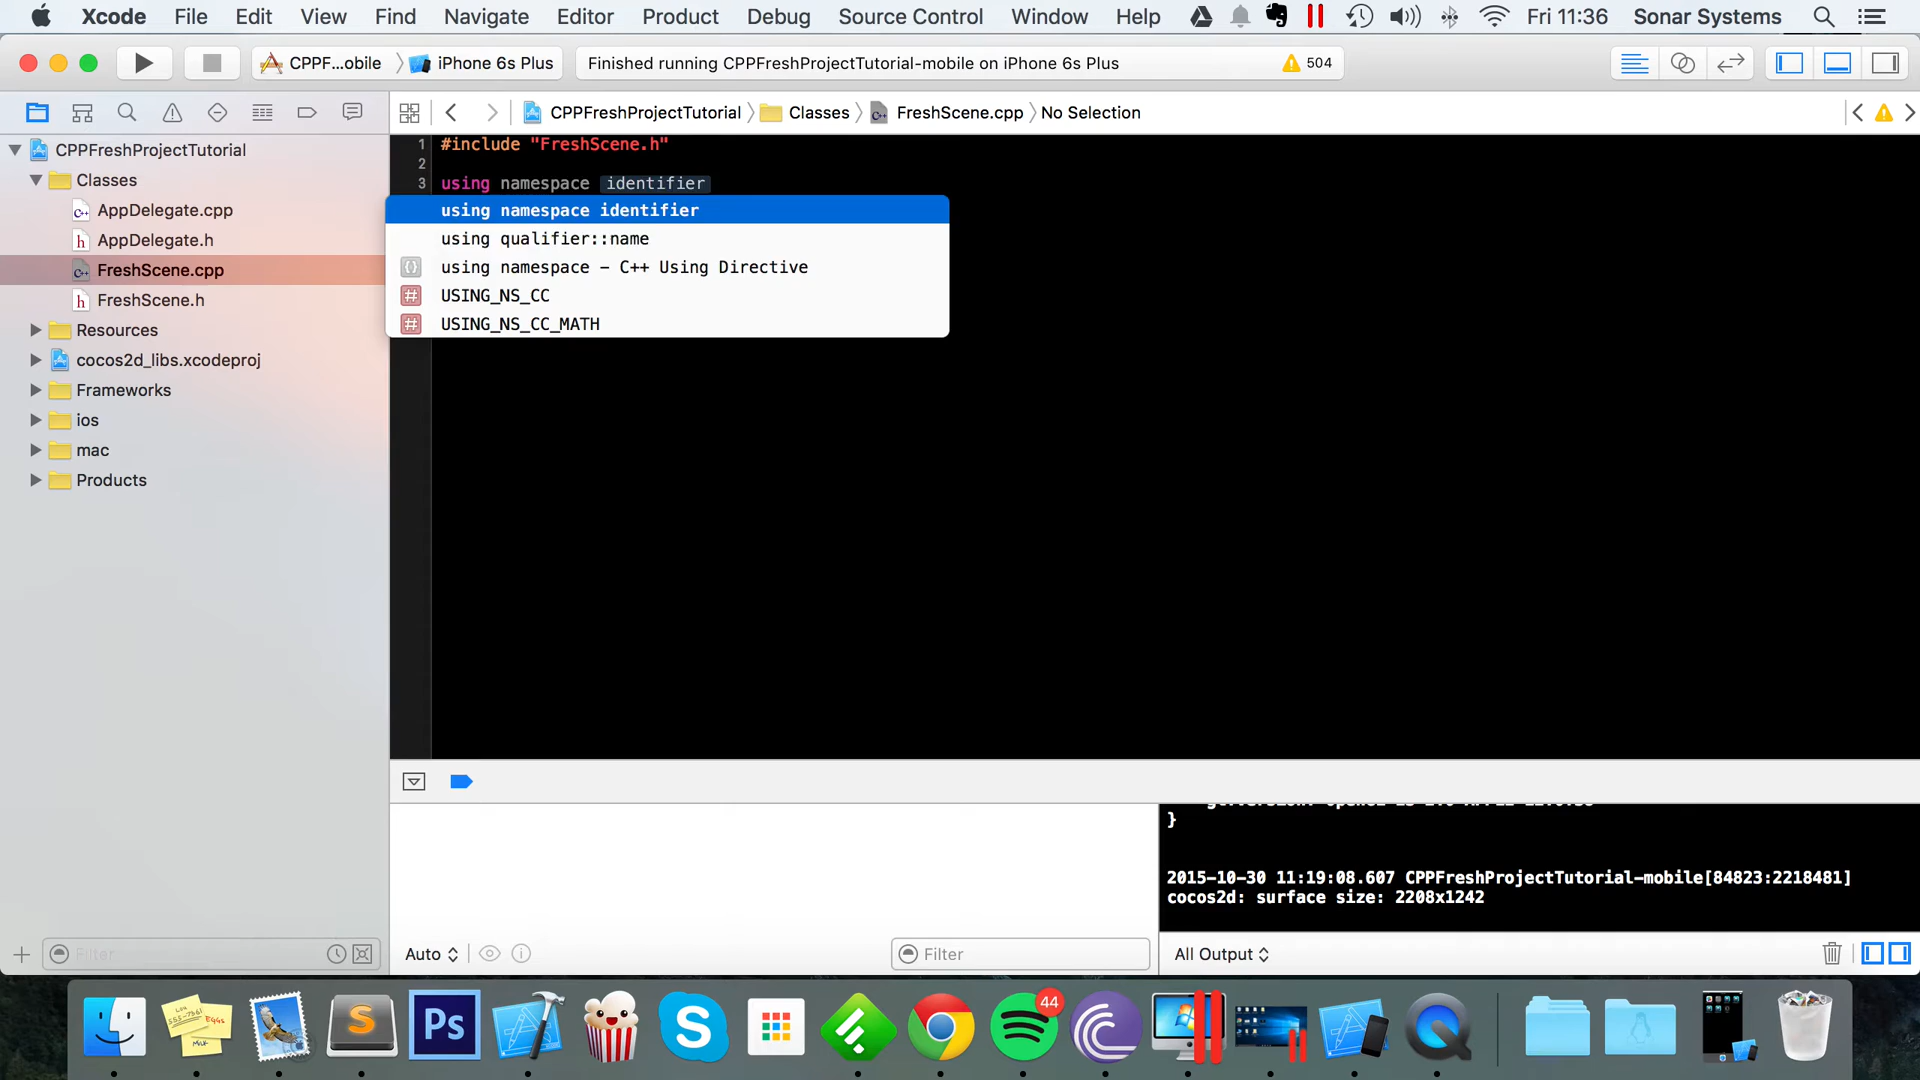 Xcode File Edit View Find Navigate Editor Product Debug Source Control Window Help Fri 11:36 Sonar Systems
CPPF...obile iPhone 6s Plus Finished running CPPFreshProjectTutorial-mobile on iPhone 6s Plus 504
CPPFreshProjectTutorial Classes FreshScene.cpp No Selection
CPPFreshProjectTutorial
Classes
AppDelegate.cpp
AppDelegate.h
FreshScene.cpp
FreshScene.h
Resources
cocos2d_libs.xcodeproj
Frameworks
ios
mac
Products
1 #include "FreshScene.h"
2
3 using namespace identifier
using namespace identifier
using qualifier::name
{} using namespace – C++ Using Directive
# USING_NS_CC
# USING_NS_CC_MATH
}
2015-10-30 11:19:08.607 CPPFreshProjectTutorial-mobile[84823:2218481]
cocos2d: surface size: 2208x1242
Filter Auto Filter All Output
EGGS
MILK
S Ps S 44